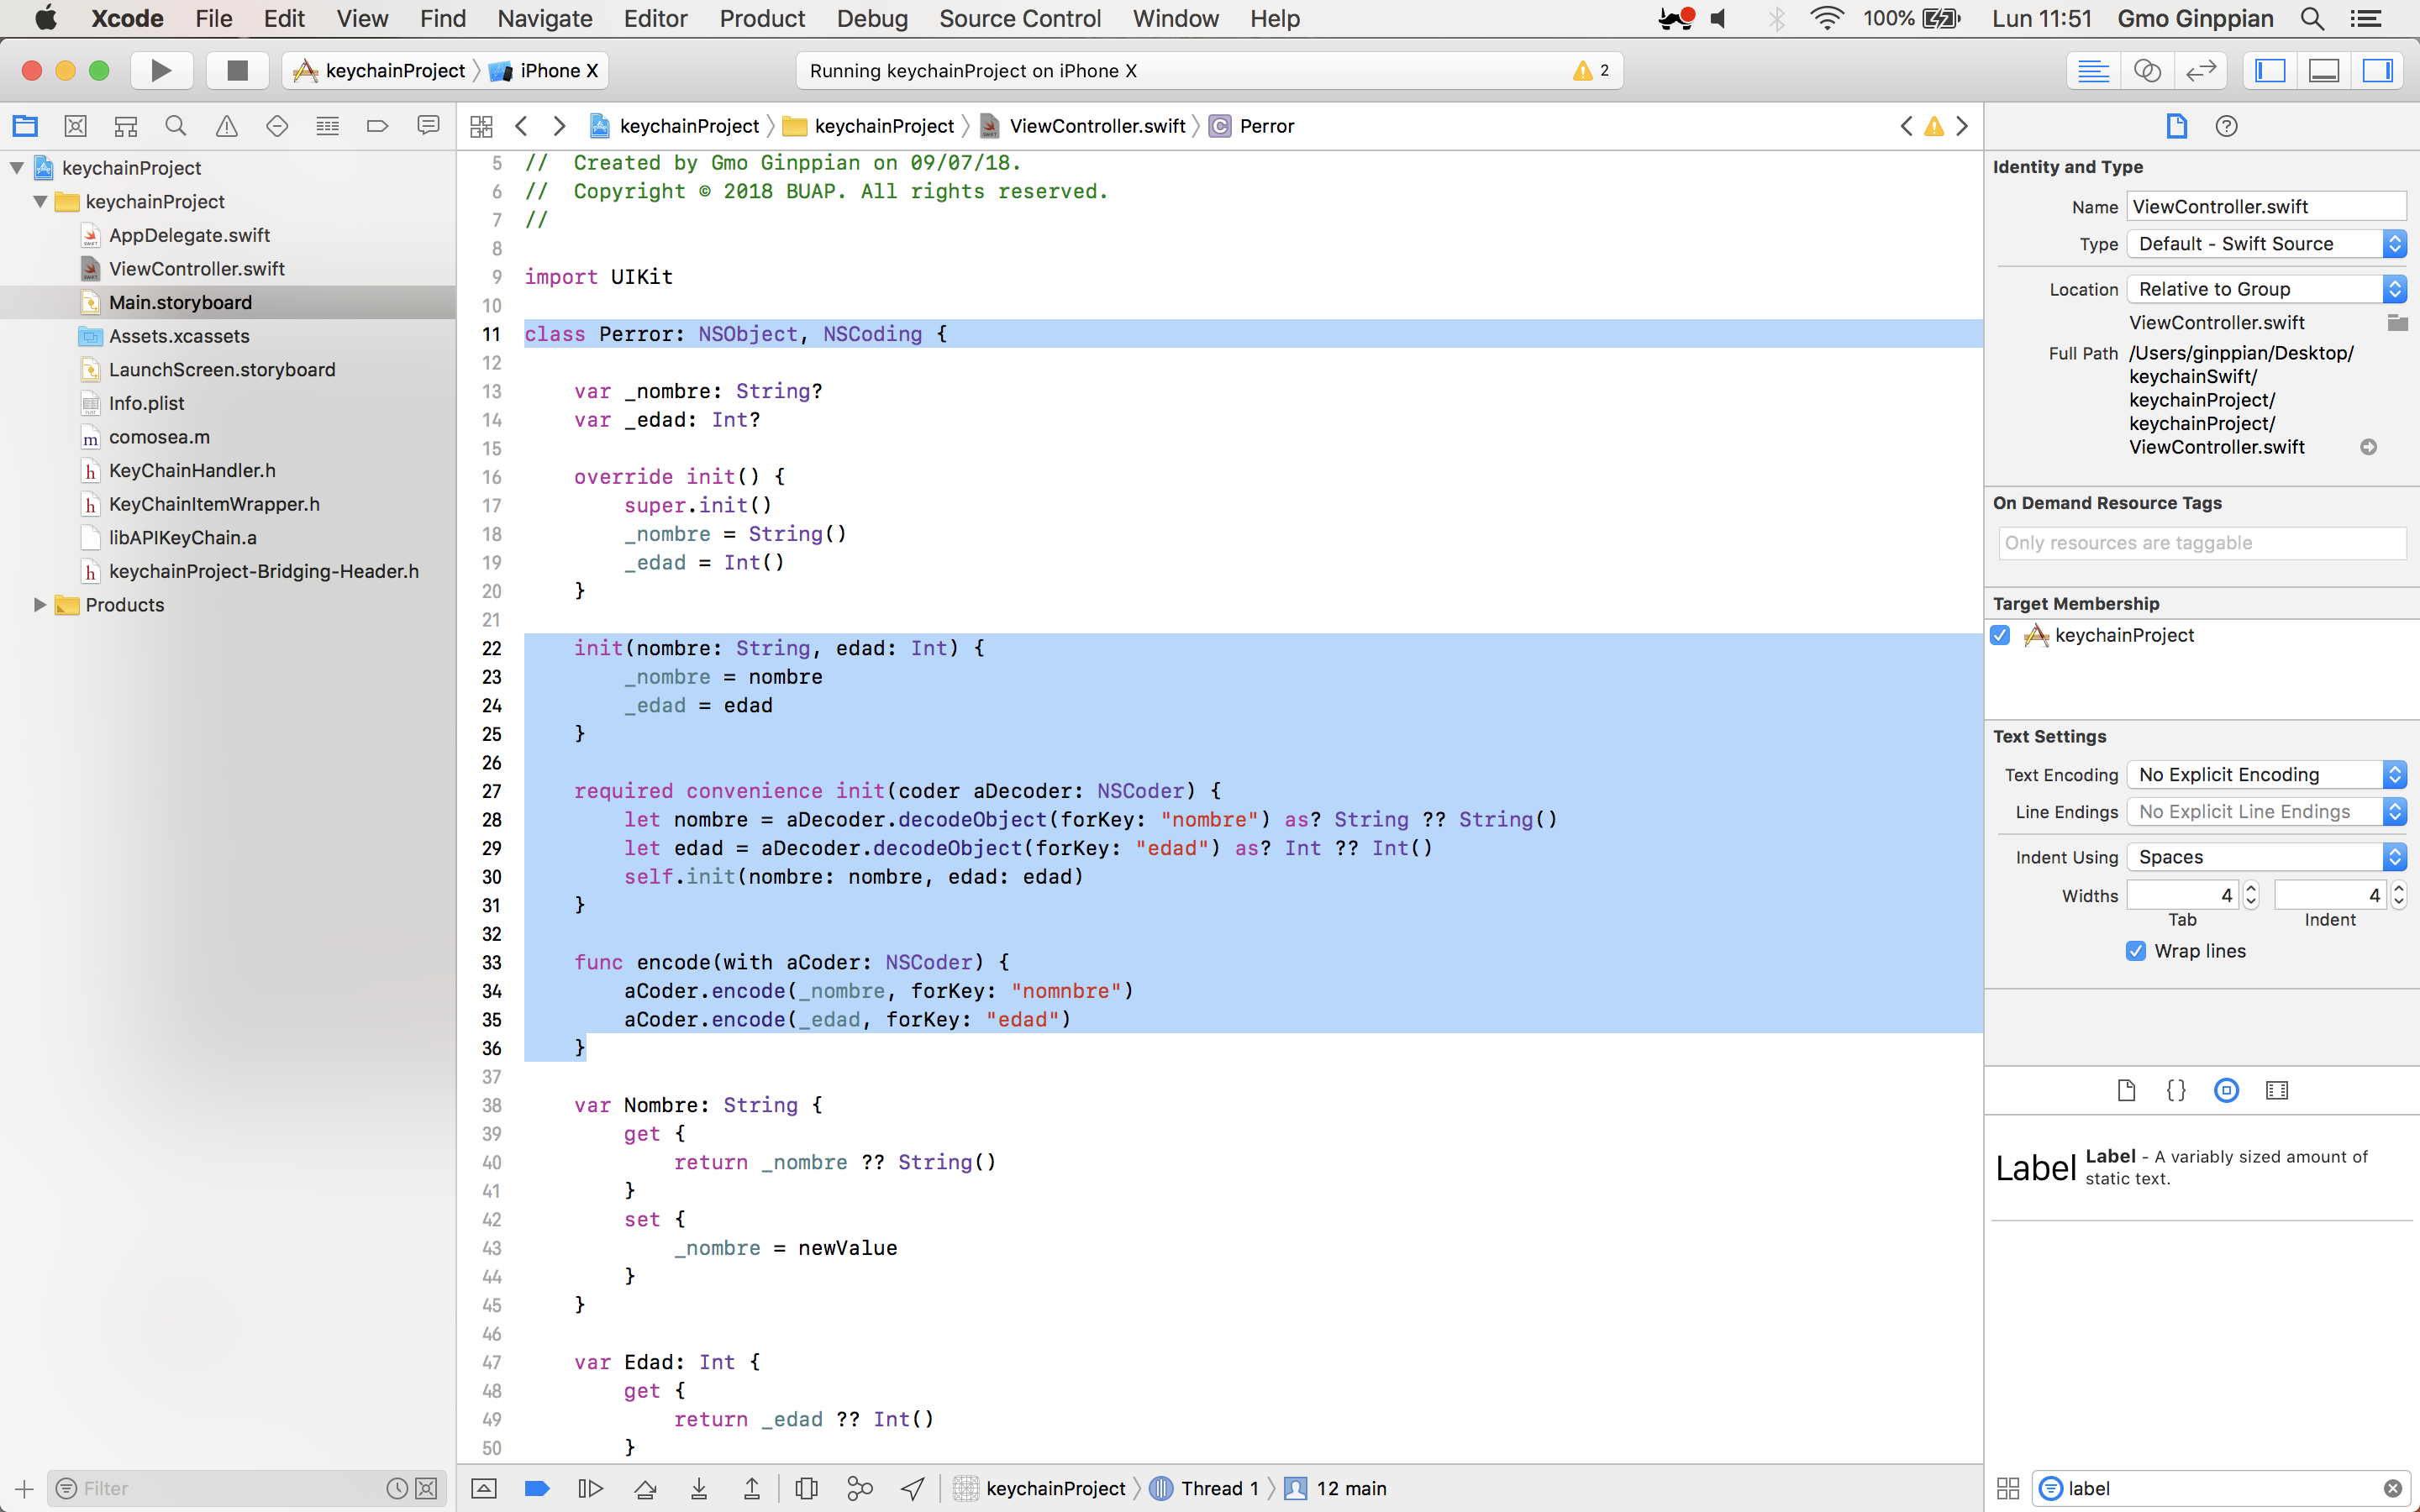 Xcode File Edit View Find Navigate Editor Product Debug Source Control Window Help 100% Lun 11:51 Gmo Ginppian
keychainProject iPhone X Running keychainProject on iPhone X 2
keychainProject keychainProject ViewController.swift C Perror
keychainProject
keychainProject
AppDelegate.swift
ViewController.swift
Main.storyboard
Assets.xcassets
LaunchScreen.storyboard
Info.plist
m comosea.m
h KeyChainHandler.h
h KeyChainItemWrapper.h
libAPIKeyChain.a
h keychainProject-Bridging-Header.h
Products
Filter
5 //  Created by Gmo Ginppian on 09/07/18.
6 //  Copyright © 2018 BUAP. All rights reserved.
7 //
8
9 import UIKit
10
11 class Perror: NSObject, NSCoding {
12
13     var _nombre: String?
14     var _edad: Int?
15
16     override init() {
17         super.init()
18         _nombre = String()
19         _edad = Int()
20     }
21
22     init(nombre: String, edad: Int) {
23         _nombre = nombre
24         _edad = edad
25     }
26
27     required convenience init(coder aDecoder: NSCoder) {
28         let nombre = aDecoder.decodeObject(forKey: "nombre") as? String ?? String()
29         let edad = aDecoder.decodeObject(forKey: "edad") as? Int ?? Int()
30         self.init(nombre: nombre, edad: edad)
31     }
32
33     func encode(with aCoder: NSCoder) {
34         aCoder.encode(_nombre, forKey: "nomnbre")
35         aCoder.encode(_edad, forKey: "edad")
36     }
37
38     var Nombre: String {
39         get {
40             return _nombre ?? String()
41         }
42         set {
43             _nombre = newValue
44         }
45     }
46
47     var Edad: Int {
48         get {
49             return _edad ?? Int()
50         }
keychainProject Thread 1 12 main
Identity and Type
Name ViewController.swift
Type Default - Swift Source
Location Relative to Group
ViewController.swift
Full Path /Users/ginppian/Desktop/
keychainSwift/
keychainProject/
keychainProject/
ViewController.swift
On Demand Resource Tags
Only resources are taggable
Target Membership
keychainProject
Text Settings
Text Encoding No Explicit Encoding
Line Endings No Explicit Line Endings
Indent Using Spaces
Widths 4 4
Tab Indent
Wrap lines
{}
Label Label - A variably sized amount of
static text.
label